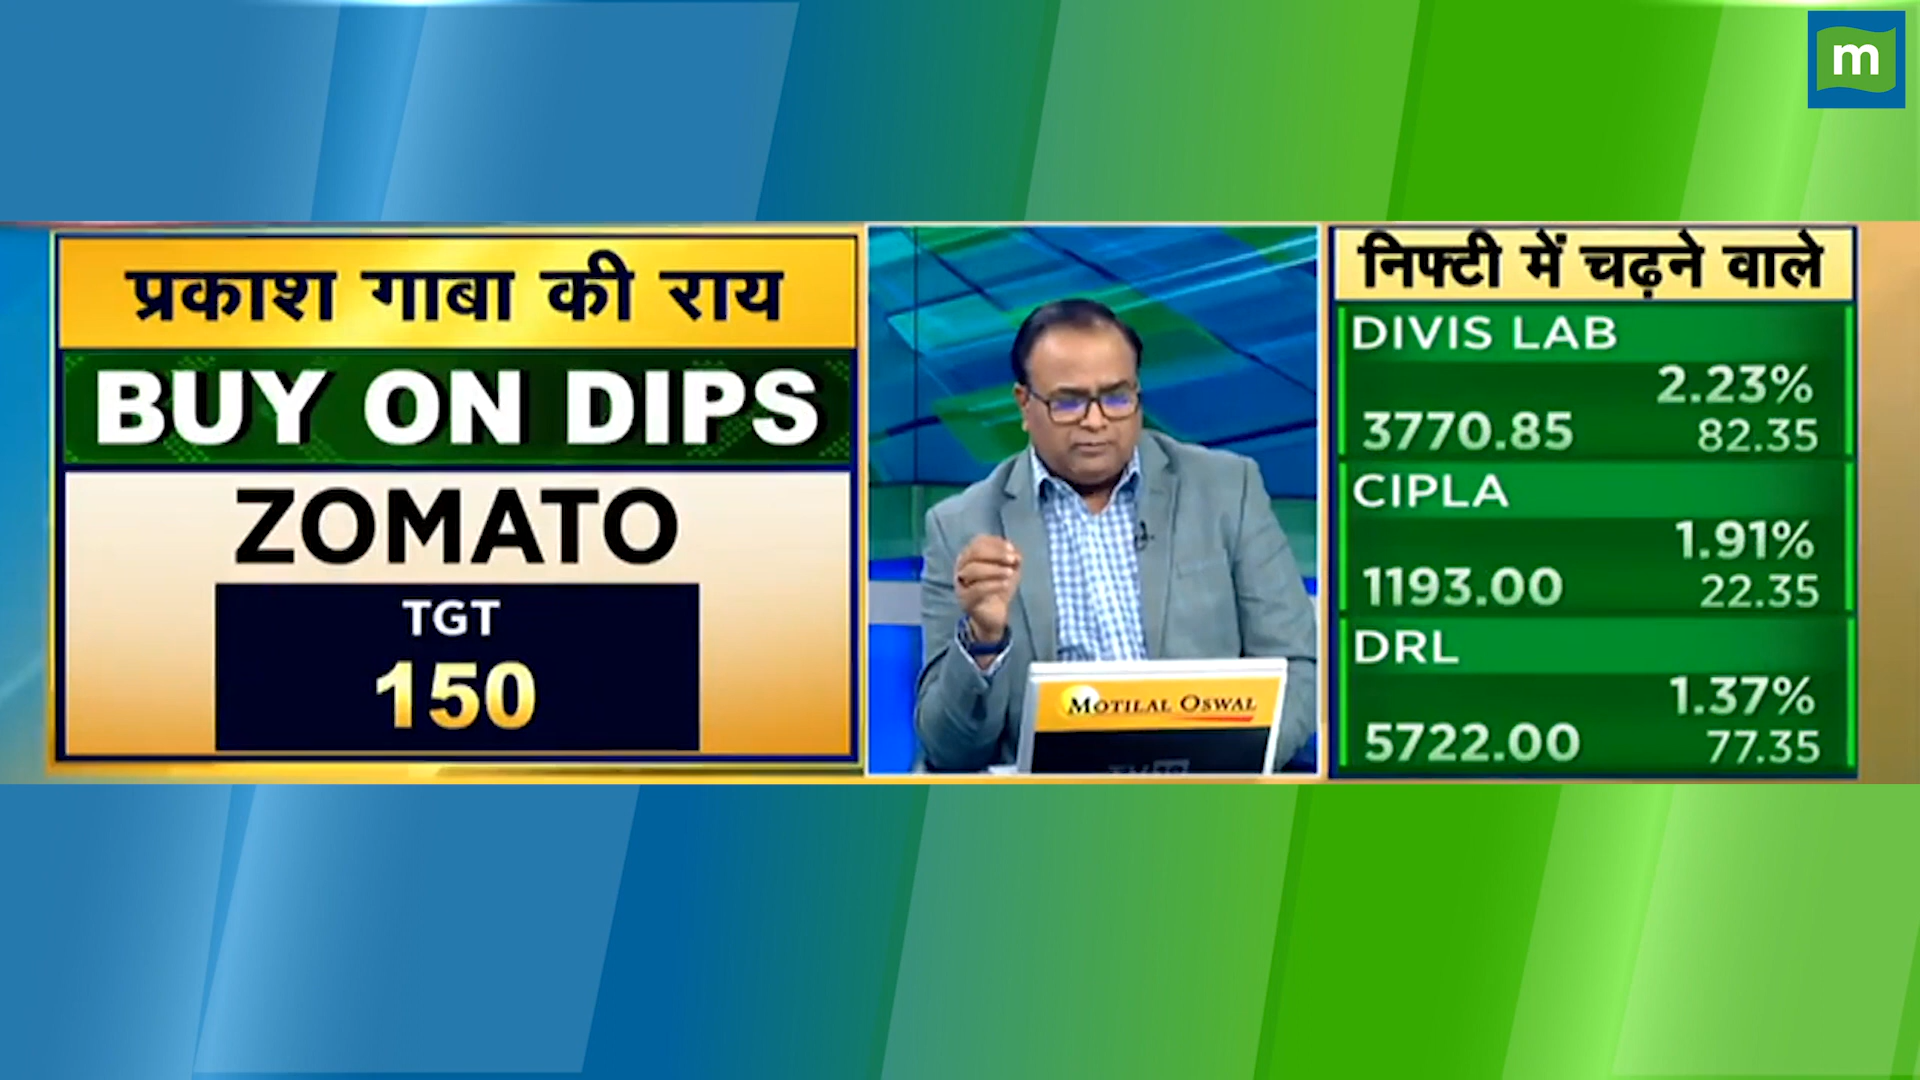 m
प्रकाश गाबा की राय
BUY ON DIPS
ZOMATO
TGT
150
MOTILAL OSWAL
निफ्टी में चढ़ने वाले
DIVIS LAB
2.23%
3770.85 82.35
CIPLA
1.91%
1193.00 22.35
DRL
1.37%
5722.00 77.35